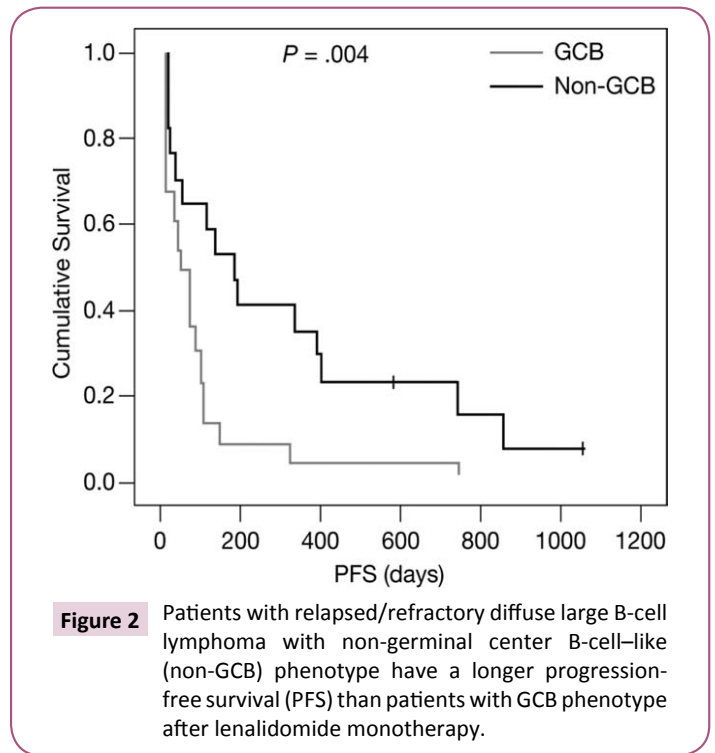 P = .004
GCB
Non-GCB
1.0
0.8
0.6
0.4
0.2
0.0
Cumulative Survival
0 200 400 600 800 1000 1200
PFS (days)
Figure 2 Patients with relapsed/refractory diffuse large B-cell
lymphoma with non-germinal center B-cell–like
(non-GCB) phenotype have a longer progression-
free survival (PFS) than patients with GCB phenotype
after lenalidomide monotherapy.